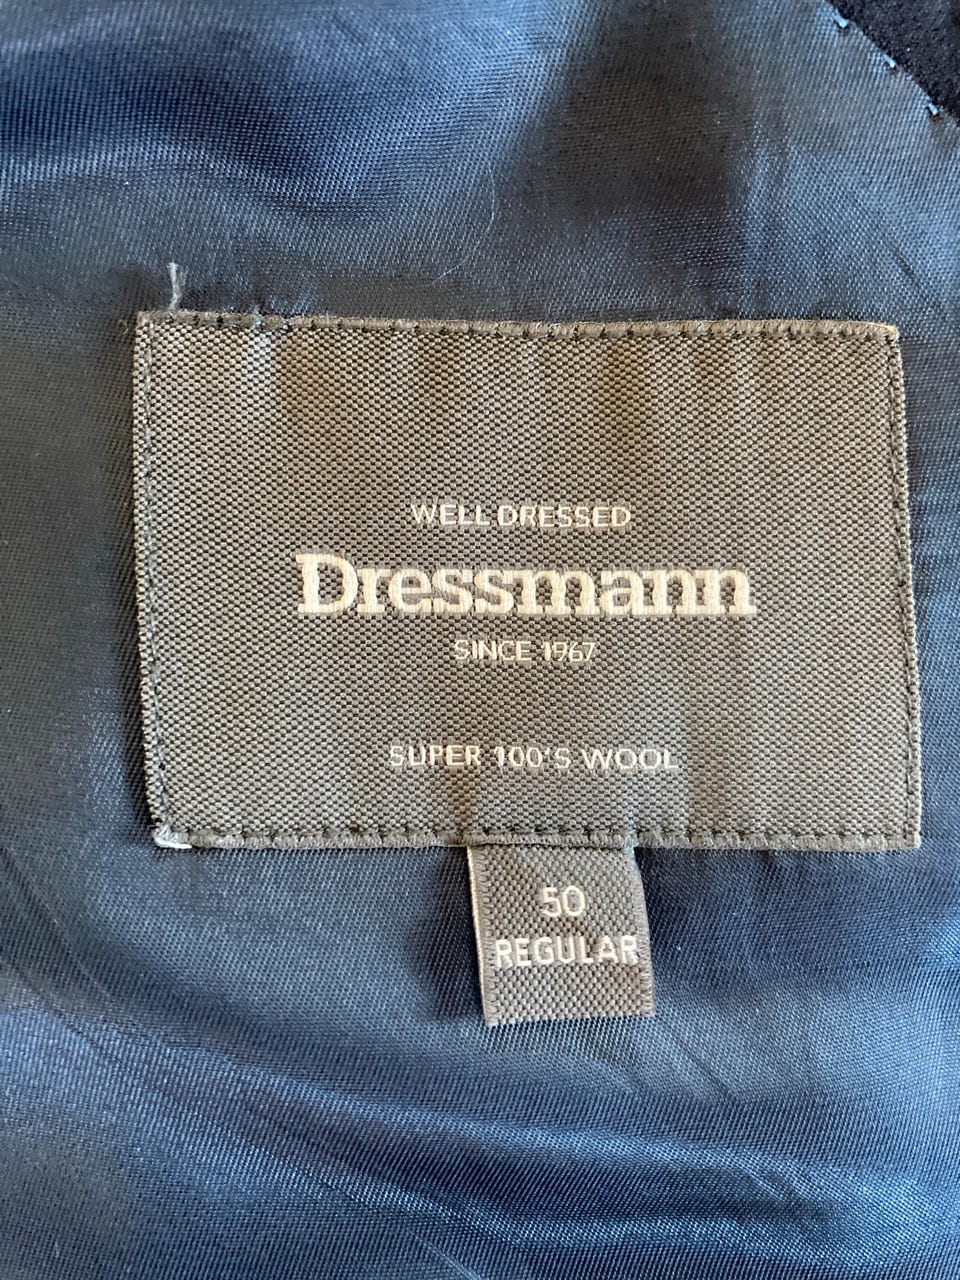 WELL DRESSED
Dressmann
SINCE 1967
SUPER 100'S WOOL
50
REGULAR